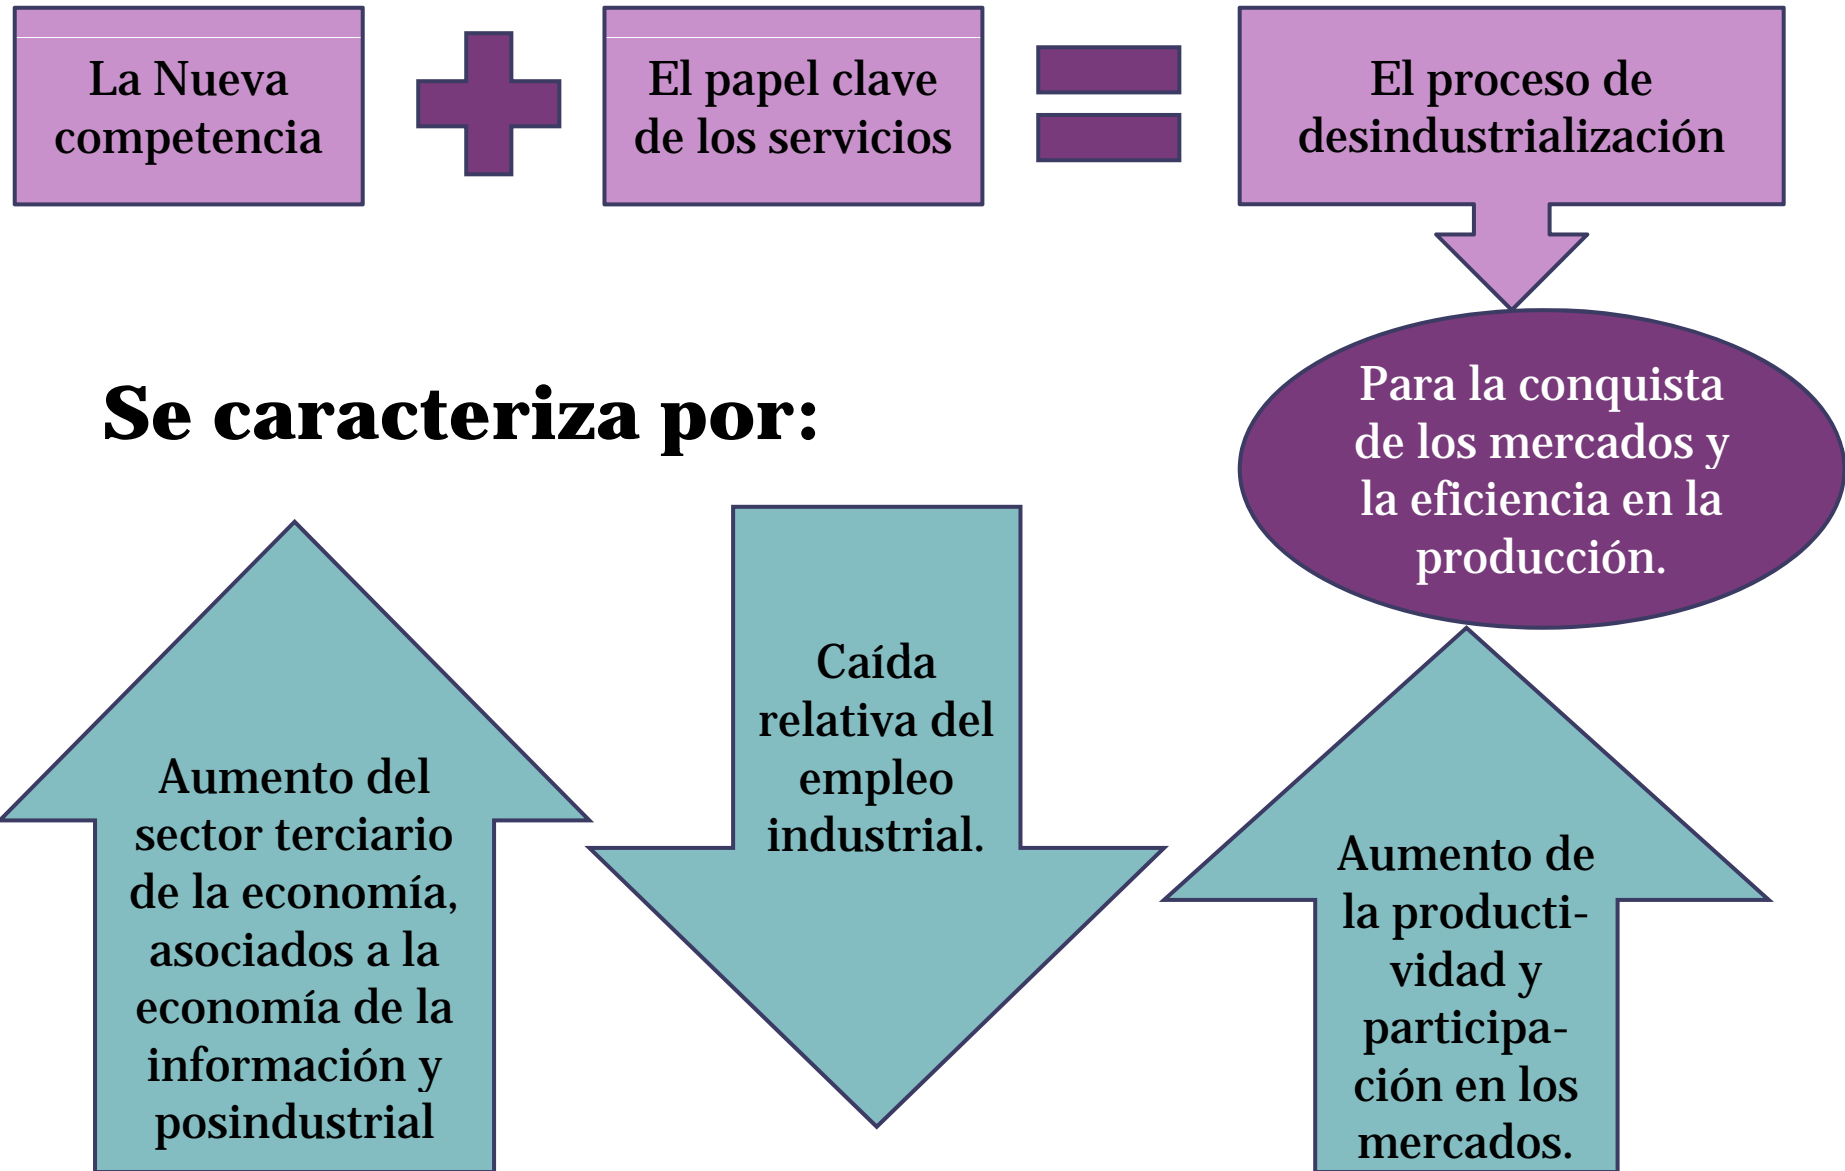 La Nueva
competencia
El papel clave
de los servicios
El proceso de
desindustrialización
Para la conquista
de los mercados y
la eficiencia en la
producción.
Se caracteriza por:
Aumento del
sector terciario
de la economía,
asociados a la
economía de la
información y
posindustrial
Caída
relativa del
empleo
industrial.
Aumento de
la producti-
vidad y
participa-
ción en los
mercados.